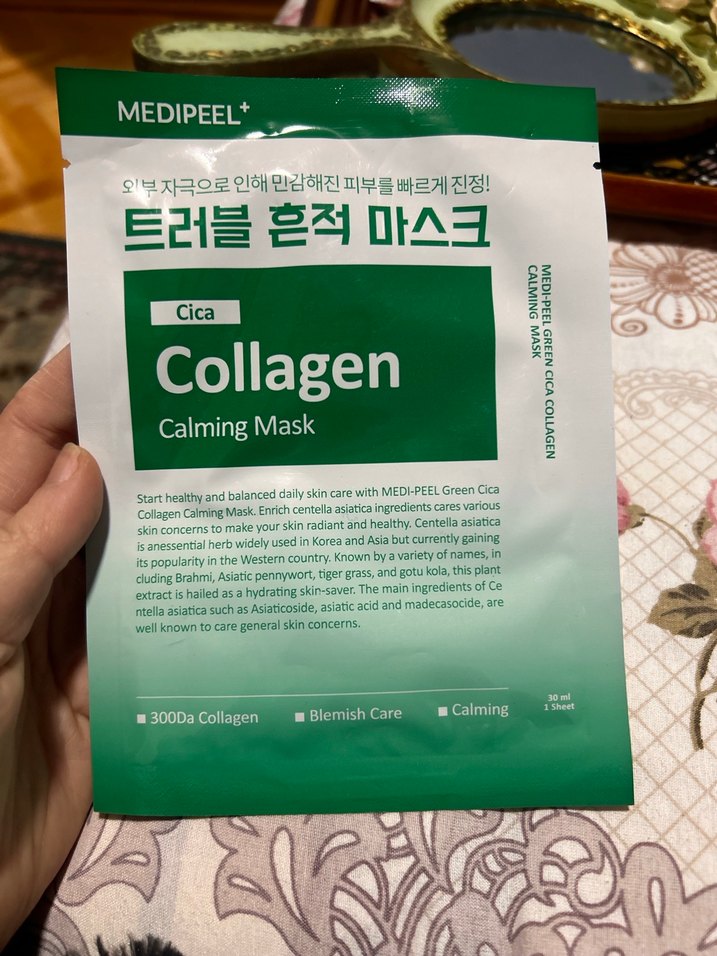 MEDIPEEL+
외부 자극으로 인해 민감해진 피부를 빠르게 진정!
트러블 흔적 마스크
Cica
Collagen
Calming Mask
MEDI-PEEL GREEN CICA COLLAGEN
CALMING MASK
Start healthy and balanced daily skin care with MEDI-PEEL Green Cica
Collagen Calming Mask. Enrich centella asiatica ingredients cares various
skin concerns to make your skin radiant and healthy. Centella asiatica
is anessential herb widely used in Korea and Asia but currently gaining
its popularity in the Western country. Known by a variety of names, in
cluding Brahmi, Asiatic pennywort, tiger grass, and gotu kola, this plant
extract is hailed as a hydrating skin-saver. The main ingredients of Ce
ntella asiatica such as Asiaticoside, asiatic acid and madecasocide, are
well known to care general skin concerns.
■ 300Da Collagen ■ Blemish Care ■ Calming
30 ml
1 Sheet